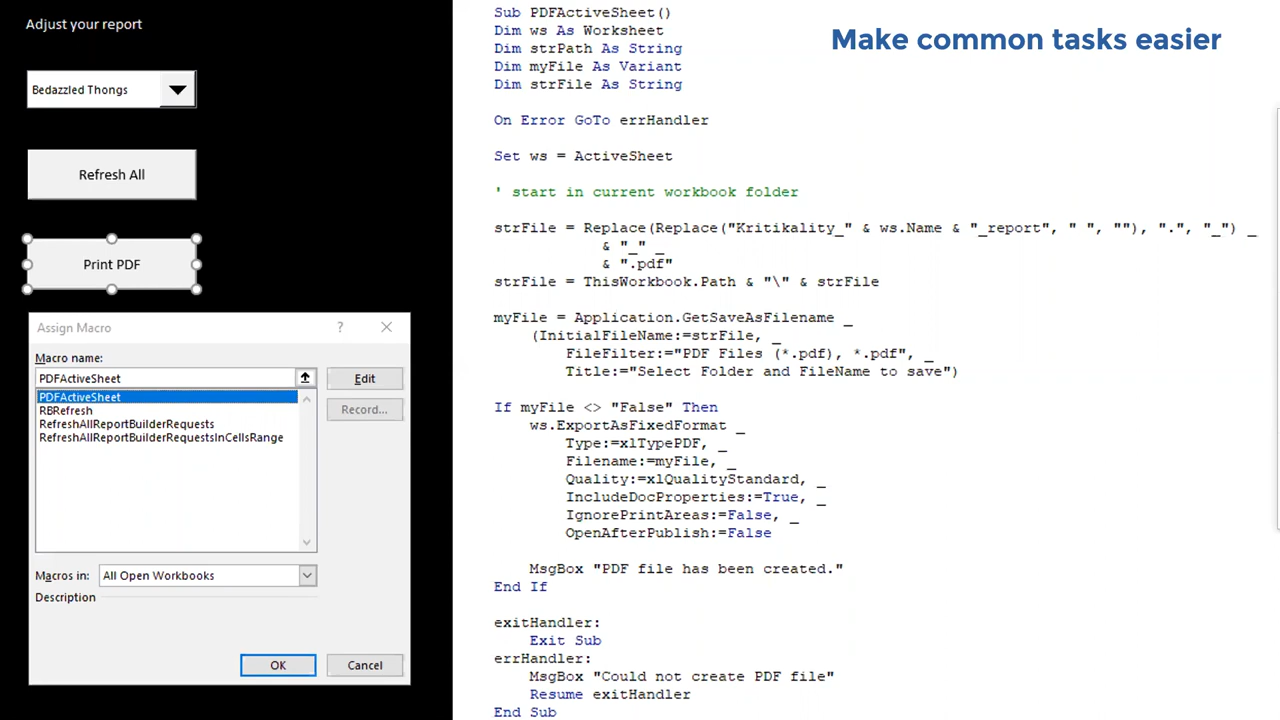 Adjust your report
Bedazzled Thongs
Refresh All
Print PDF
Assign Macro
?
Macro name:
PDFActiveSheet
Edit
PDFActiveSheet
RBRefresh
RefreshAllReportBuilderRequests
RefreshAllReportBuilderRequestsInCellsRange
Record...
Macros in:
All Open Workbooks
Description
OK
Cancel
Make common tasks easier
Sub PDFActiveSheet()
Dim ws As Worksheet
Dim strPath As String
Dim myFile As Variant
Dim strFile As String
On Error GoTo errHandler
Set ws = ActiveSheet
' start in current workbook folder
strFile = Replace(Replace("Kritikality_" & ws.Name & "_report", " ", ""), ".", "_") _
& "_" _
& ".pdf"
strFile = ThisWorkbook.Path & "\" & strFile
myFile = Application.GetSaveAsFilename _
(InitialFileName:=strFile, _
FileFilter:="PDF Files (*.pdf), *.pdf", _
Title:="Select Folder and FileName to save")
If myFile <> "False" Then
ws.ExportAsFixedFormat _
Type:=xlTypePDF, _
Filename:=myFile, _
Quality:=xlQualityStandard, _
IncludeDocProperties:=True, _
IgnorePrintAreas:=False, _
OpenAfterPublish:=False
MsgBox "PDF file has been created."
End If
exitHandler:
Exit Sub
errHandler:
MsgBox "Could not create PDF file"
Resume exitHandler
End Sub